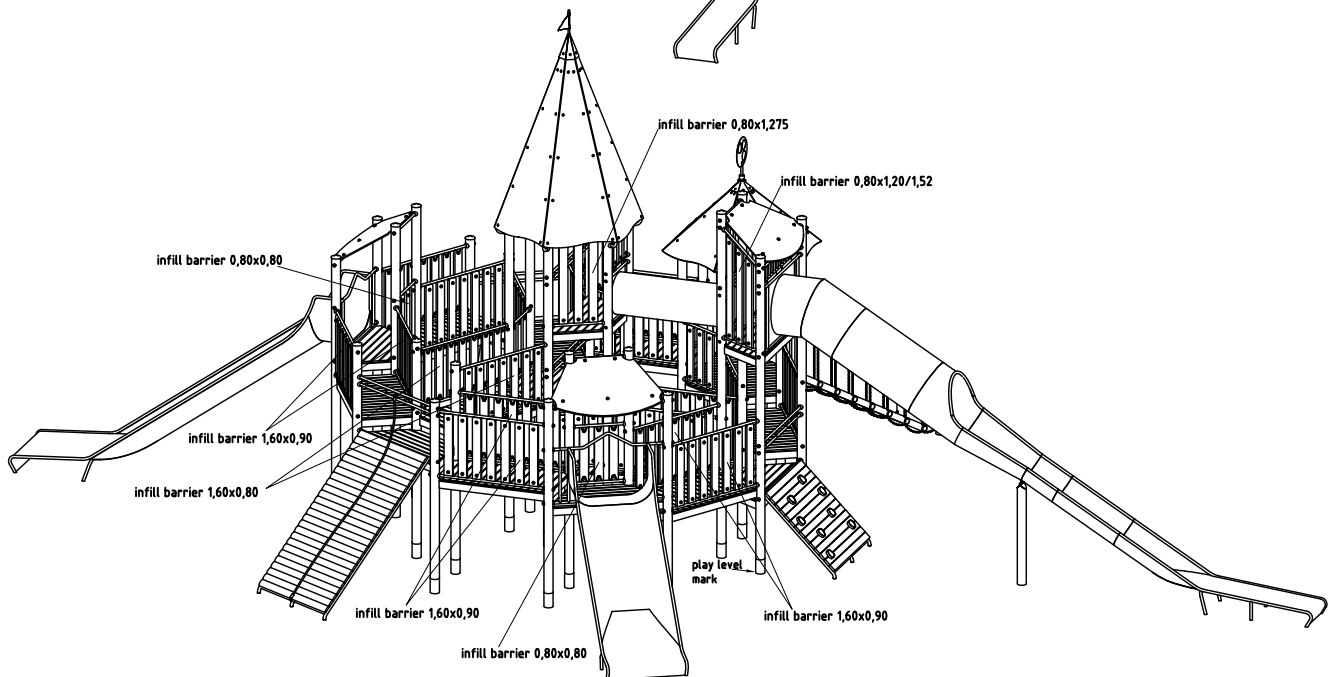 infill barrier 0,80x1,275
infill barrier 0,80x1,20/1,52
infill barrier 0,80x0,80
infill barrier 1,60x0,90
infill barrier 1,60x0,80
play level
mark
infill barrier 1,60x0,90
infill barrier 1,60x0,90
infill barrier 0,80x0,80